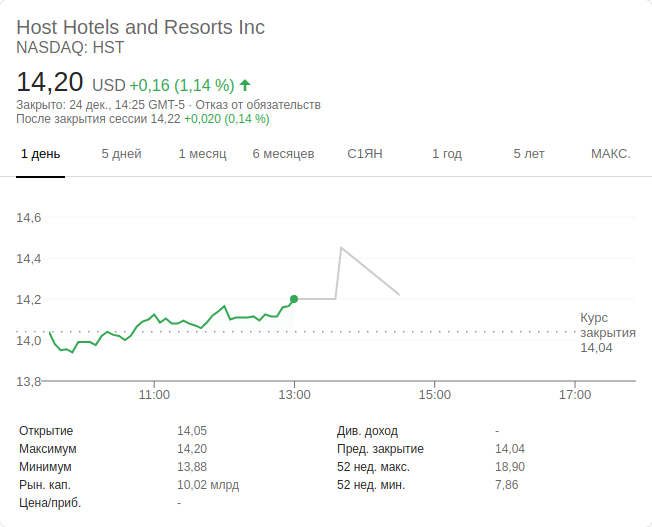 Host Hotels and Resorts Inc
NASDAQ: HST
14,20 USD +0,16 (1,14 %)
Закрыто: 24 дек., 14:25 GMT-5 · Отказ от обязательств
После закрытия сессии 14,22 +0,020 (0,14 %)
1 день 5 дней 1 месяц 6 месяцев С1ЯН 1 год 5 лет МАКС.
14,6
14,4
14,2
Курс
закрытия
14,04
14,0
13,8
11:00 13:00 15:00 17:00
Открытие 14,05 Див. доход -
Максимум 14,20 Пред. закрытие 14,04
Минимум 13,88 52 нед. макс. 18,90
Рын. кап. 10,02 млрд 52 нед. мин. 7,86
Цена/приб. -